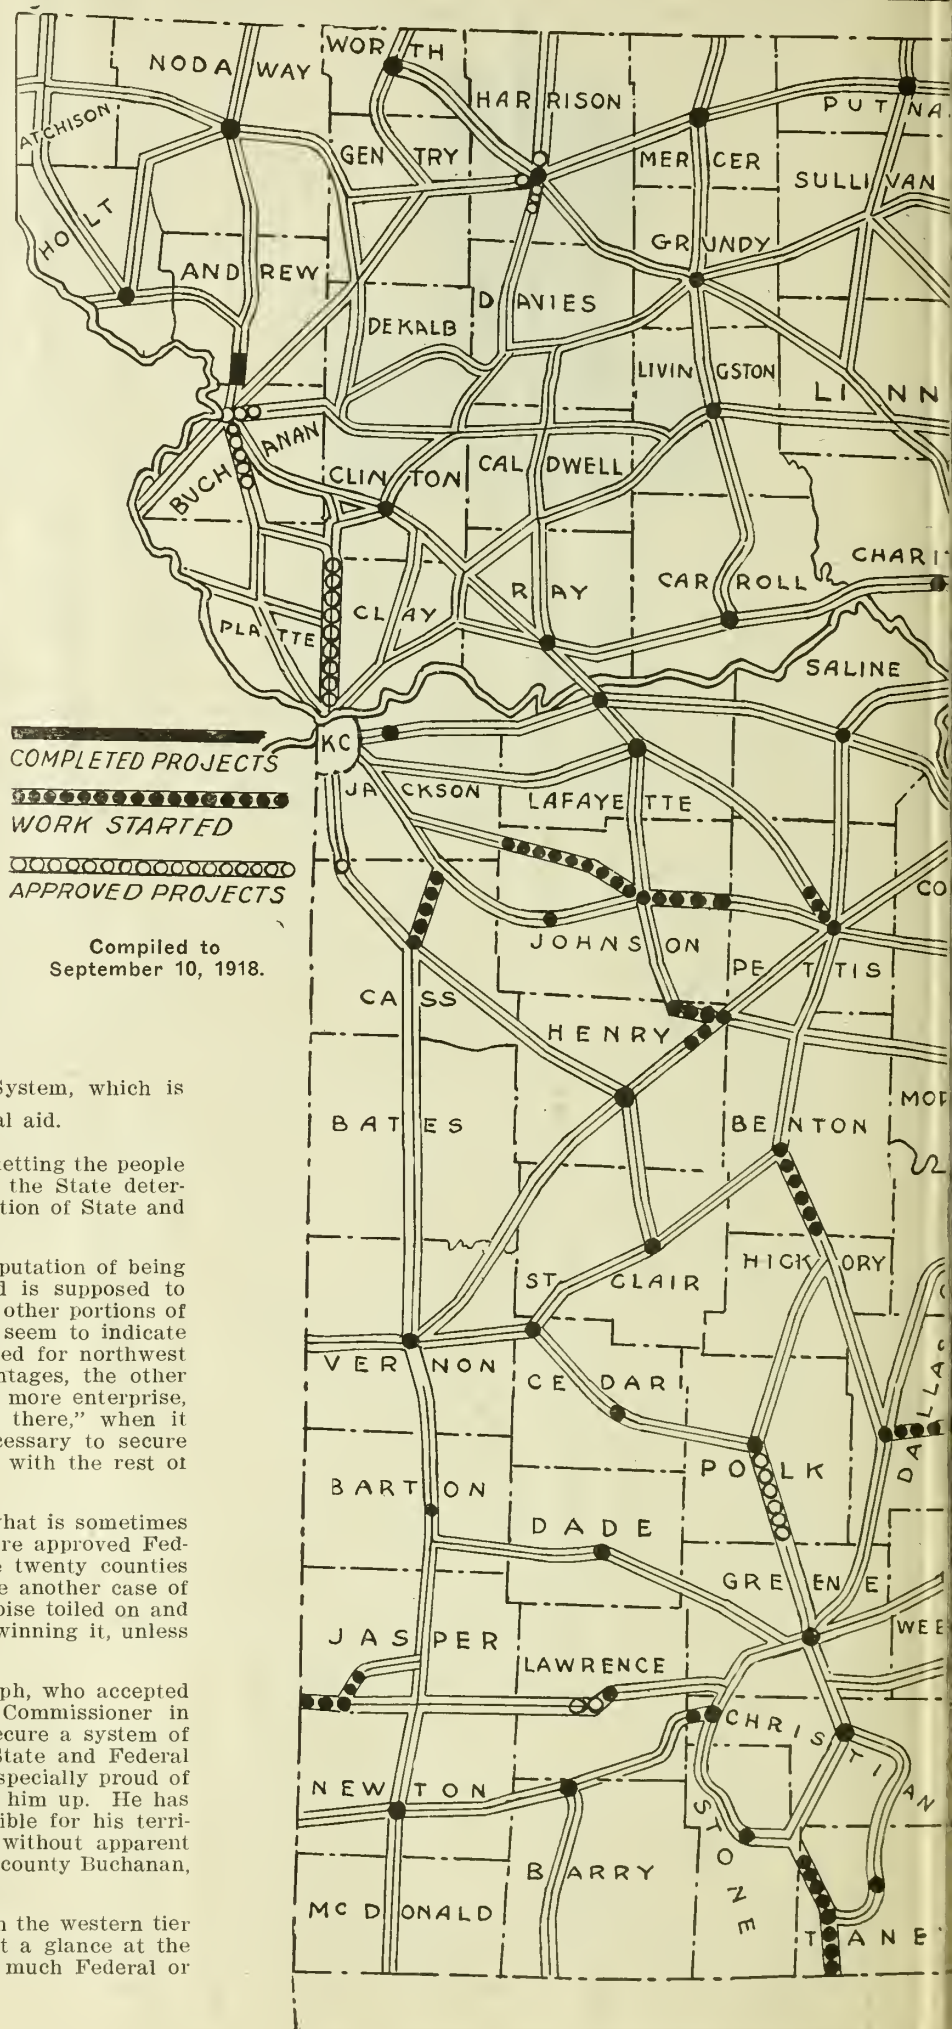 NODAWAY
WORTH
HARRISON
PUTNA
ATCHISON
GENTRY
MERCER
SULLIVAN
HOLT
GRUNDY
ANDREW
DAVIES
DEKALB
LIVINGSTON
LINN
BUCHANAN
CLINTON
CALDWELL
CHARI
CARROLL
RAY
CLAY
PLATTE
SALINE
KC
COMPLETED PROJECTS
JACKSON
LAFAYETTE
WORK STARTED
APPROVED PROJECTS
CO
Compiled to
September 10, 1918.
JOHNSON
PETTIS
CASS
HENRY
System, which is
al aid.
BATES
BENTON
MOR
etting the people
the State deter-
tion of State and
putation of being
d is supposed to
other portions of
seem to indicate
ed for northwest
ntages, the other
more enterprise,
there," when it
cessary to secure
with the rest of
HICKORY
ST. CLAIR
VERNON
CEDAR
DALLAS
POLK
BARTON
DADE
what is sometimes
re approved Fed-
e twenty counties
e another case of
oise toiled on and
winning it, unless
GREENE
WEB
JASPER
LAWRENCE
ph, who accepted
Commissioner in
ecure a system of
State and Federal
specially proud of
him up. He has
ible for his terri-
without apparent
county Buchanan,
CHRISTIAN
NEWTON
STONE
BARRY
MCDONALD
TANEY
n the western tier
t a glance at the
much Federal or